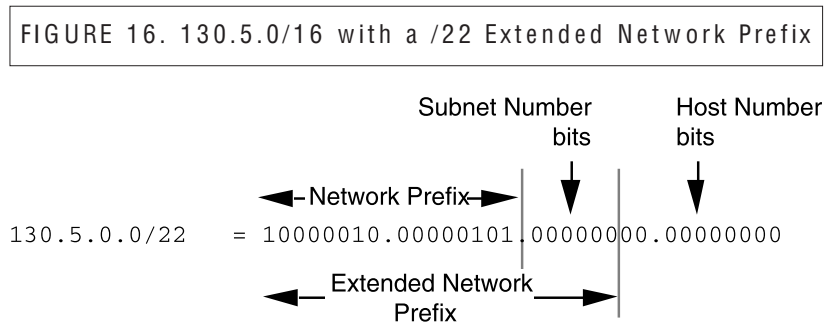 FIGURE 16. 130.5.0/16 with a /22 Extended Network Prefix
Subnet Number
bits
Host Number
bits
Network Prefix
130.5.0.0/22 = 10000010.00000101.00000000.00000000
Extended Network
Prefix